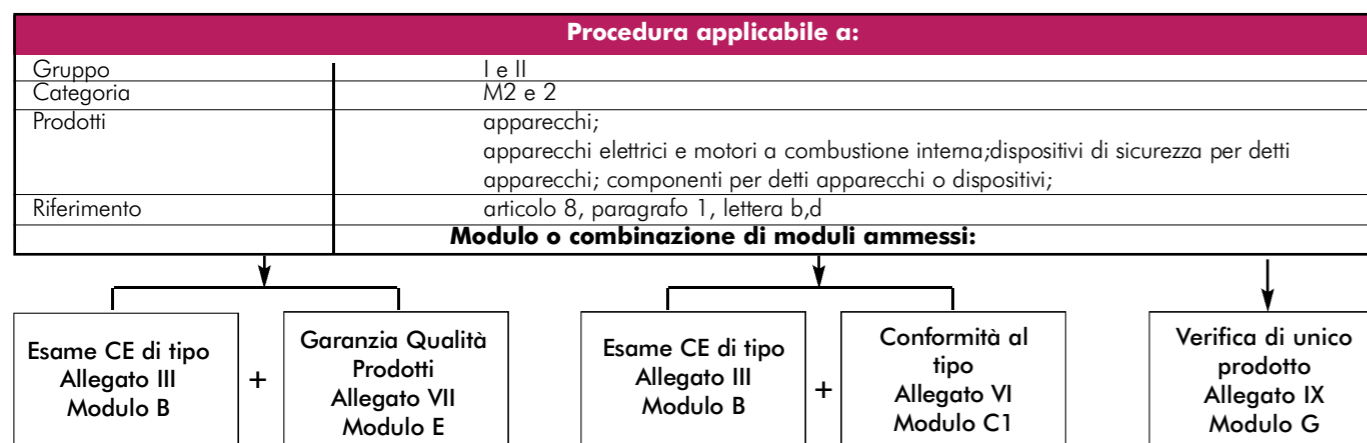 Procedura applicabile a:
Gruppo I e II
Categoria M2 e 2
Prodotti apparecchi;
apparecchi elettrici e motori a combustione interna;dispositivi di sicurezza per detti
apparecchi; componenti per detti apparecchi o dispositivi;
Riferimento articolo 8, paragrafo 1, lettera b,d
Modulo o combinazione di moduli ammessi:
Esame CE di tipo
Allegato III
Modulo B
+
Garanzia Qualità
Prodotti
Allegato VII
Modulo E
Esame CE di tipo
Allegato III
Modulo B
+
Conformità al
tipo
Allegato VI
Modulo C1
Verifica di unico
prodotto
Allegato IX
Modulo G